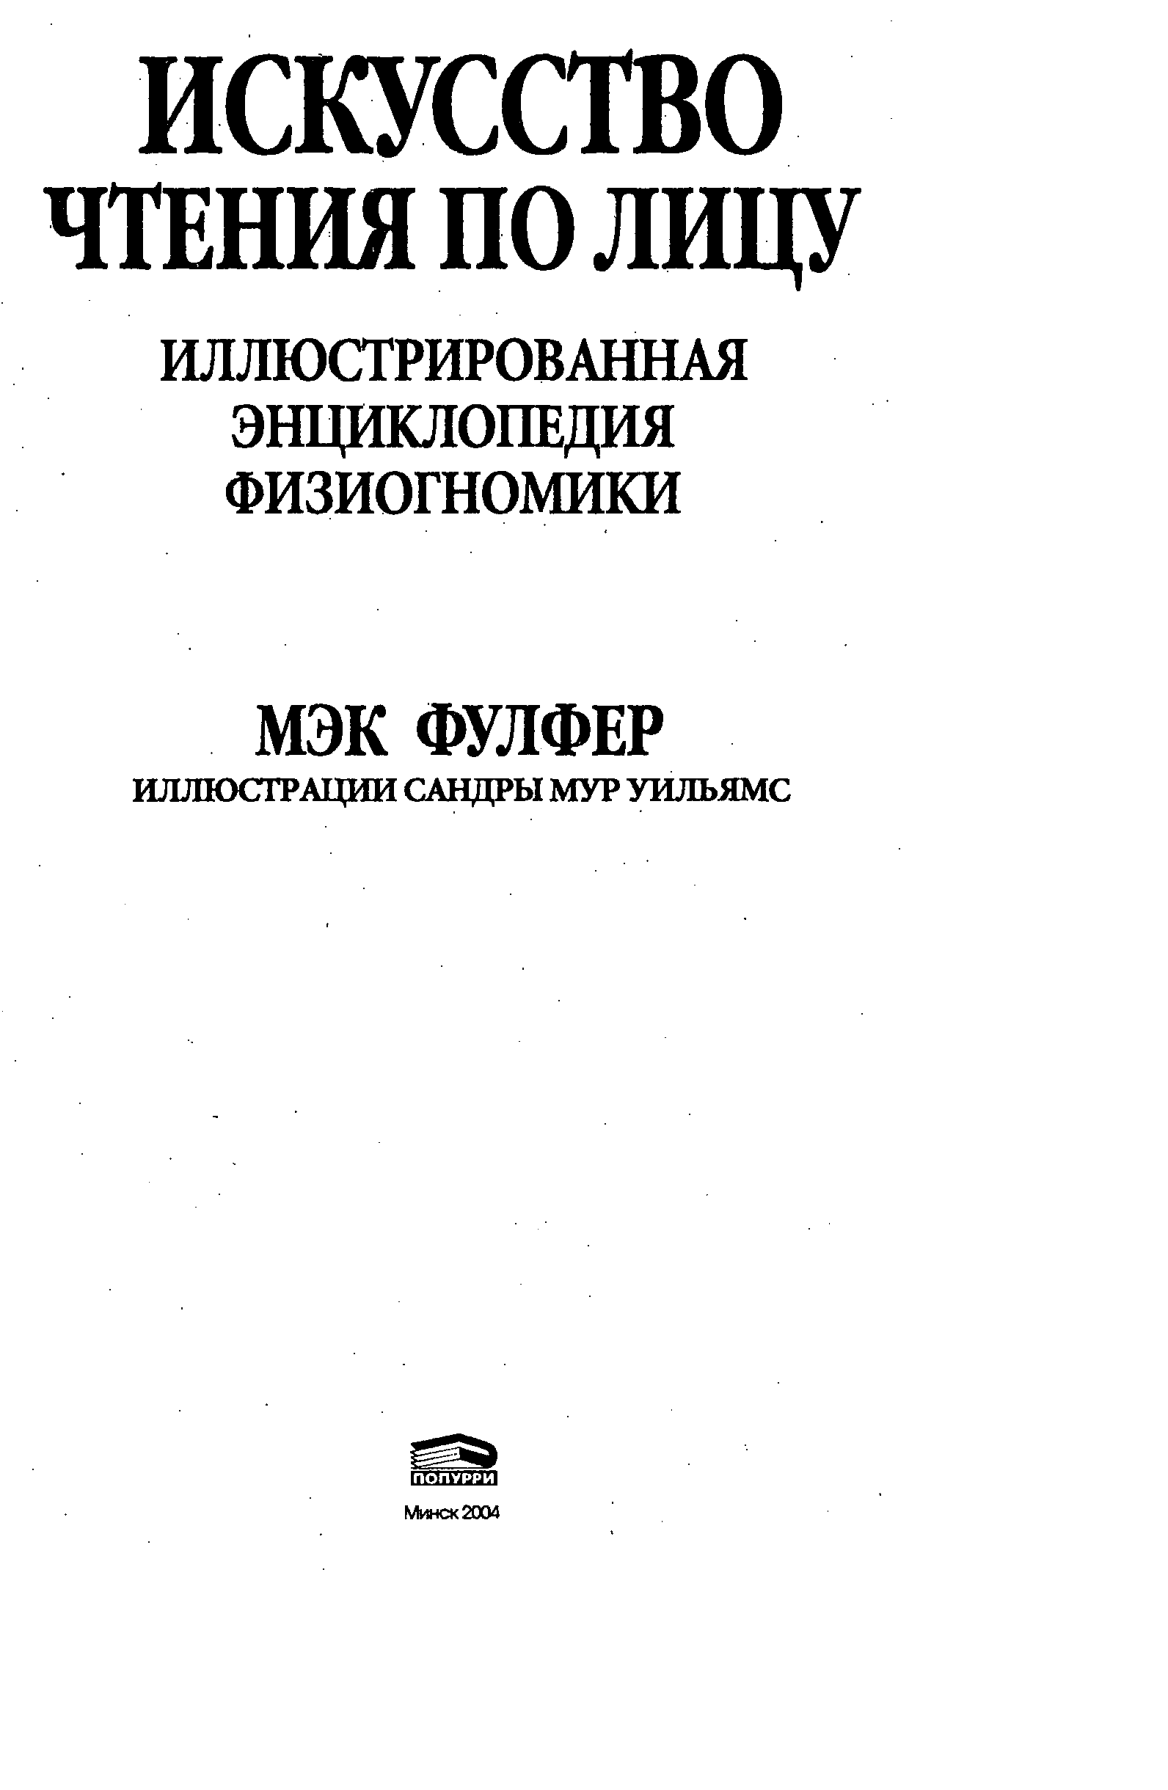 ИСКУССТВО
ЧТЕНИЯ ПО ЛИЦУ
ИЛЛЮСТРИРОВАННАЯ
ЭНЦИКЛОПЕДИЯ
ФИЗИОГНОМИКИ
МЭК ФУЛФЕР
ИЛЛЮСТРАЦИИ САНДРЫ МУР УИЛЬЯМС
ПОПУРРИ
Минск 2004